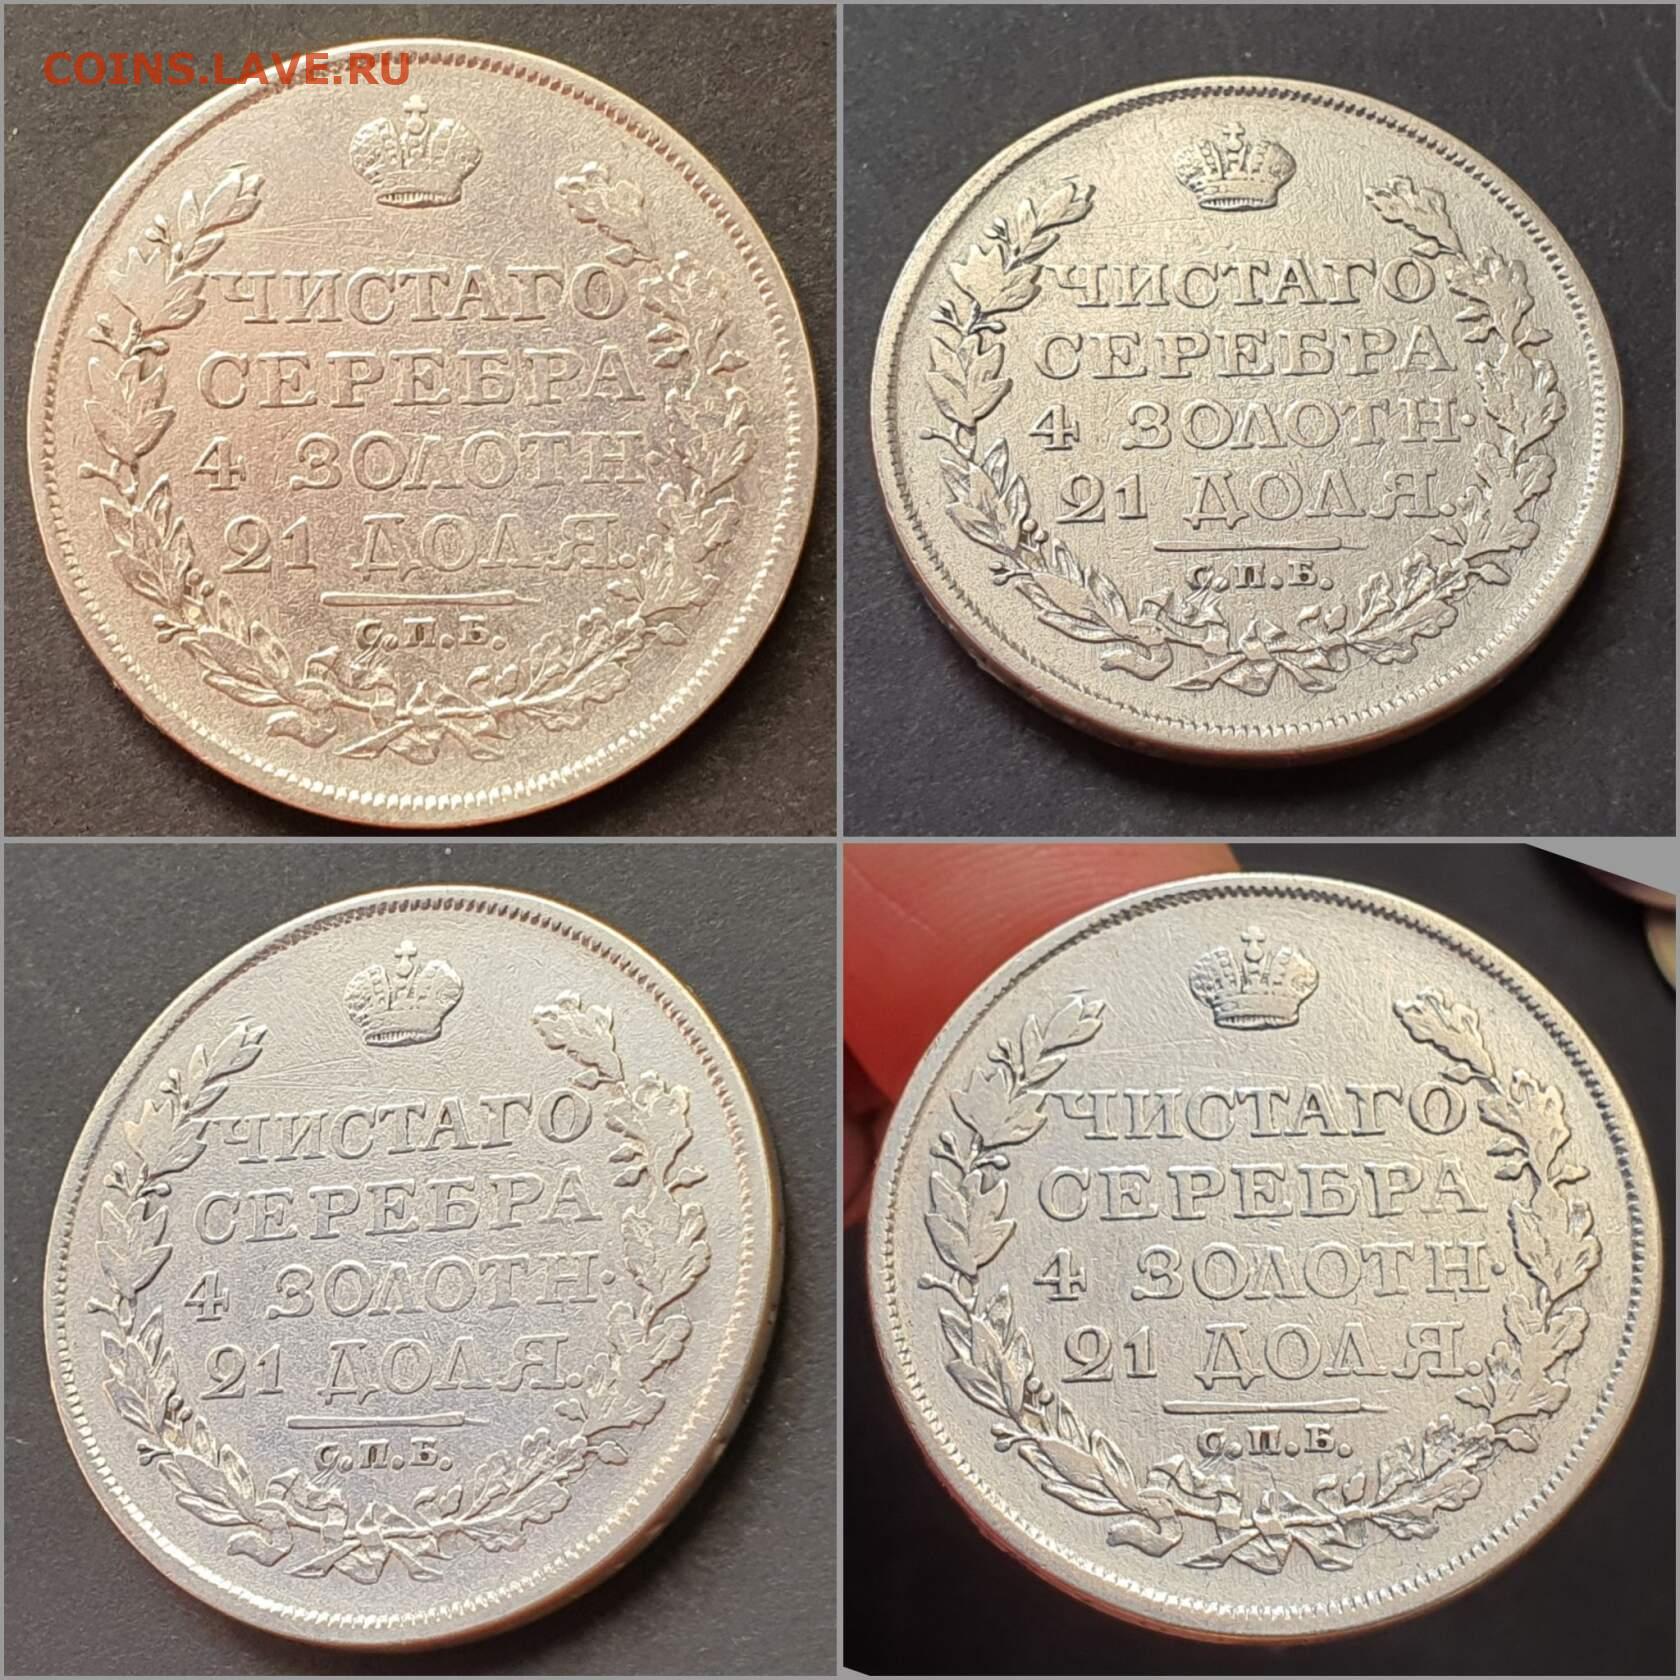 COINS.LAVE.RU
ЧИСТАГО
СЕРЕБРА
4 ЗОЛОТН.
21 ДОЛЯ.
С.П.Б.
ЧИСТАГО
СЕРЕБРА
4 ЗОЛОТН.
21 ДОЛЯ.
С.П.Б.
ЧИСТАГО
СЕРЕБРА
4 ЗОЛОТН.
21 ДОЛЯ.
С.П.Б.
ЧИСТАГО
СЕРЕБРА
4 ЗОЛОТН.
21 ДОЛЯ.
С.П.Б.